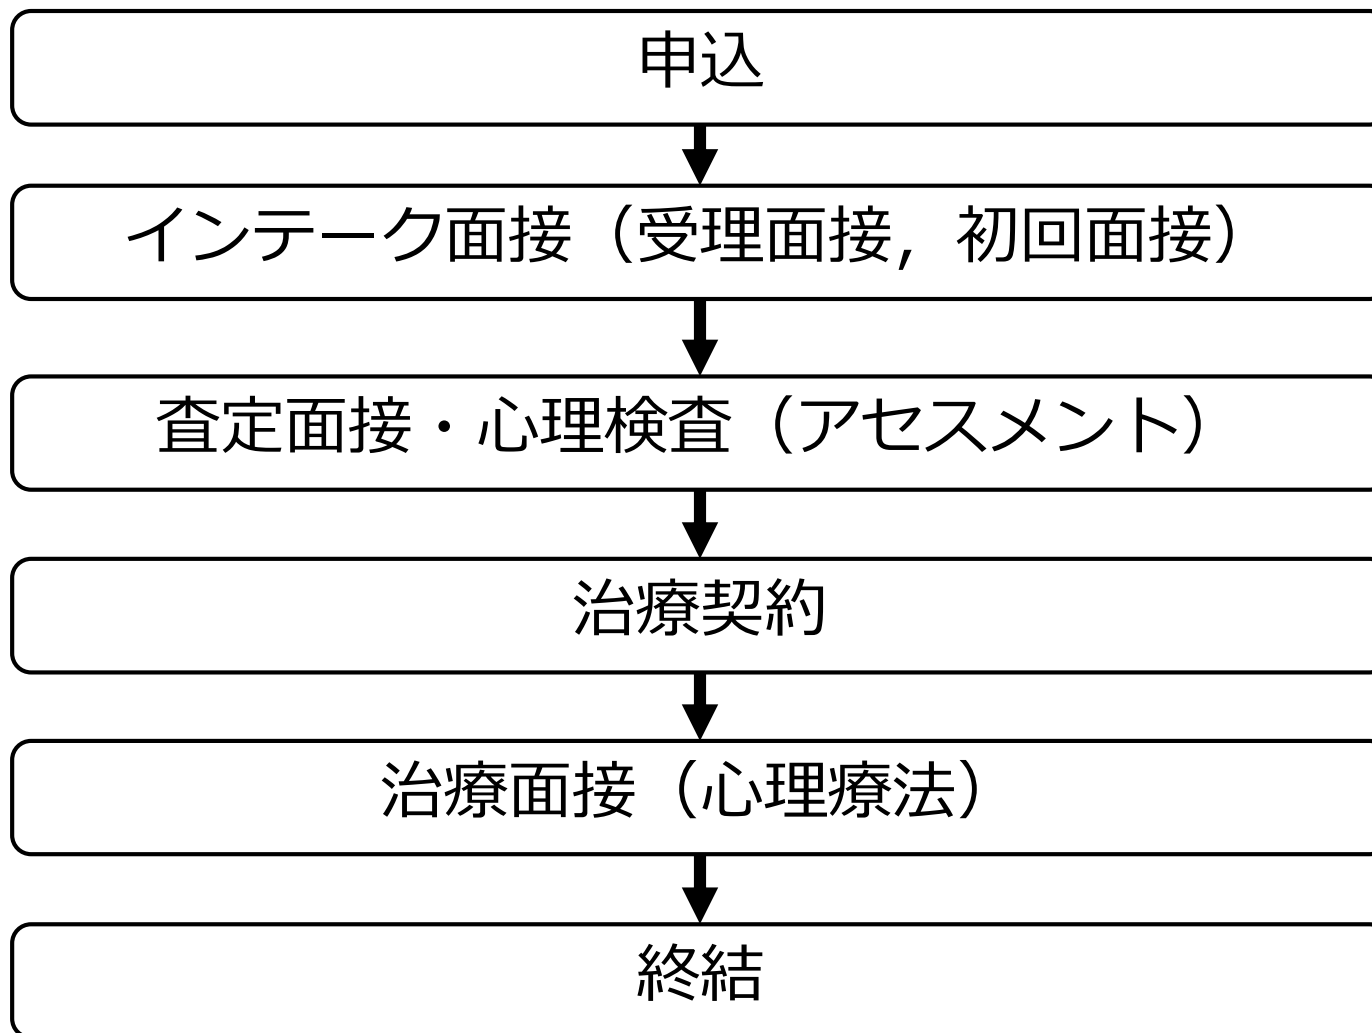 申込
インテーク面接（受理面接，初回面接）
査定面接・心理検査（アセスメント）
治療契約
治療面接（心理療法）
終結